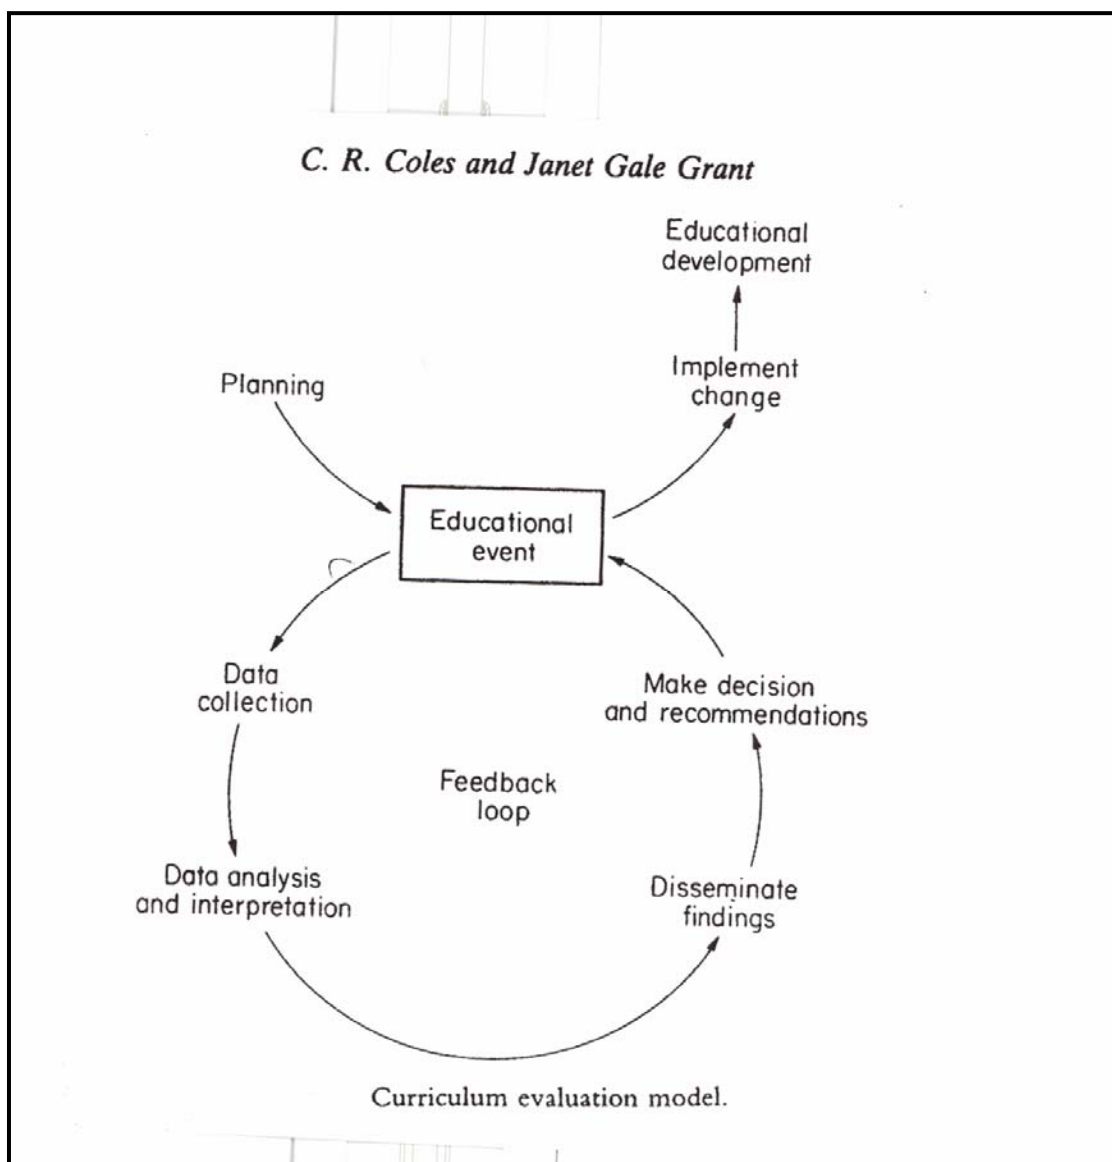 C. R. Coles and Janet Gale Grant
Educational
development
Implement
change
Planning
Educational
event
Data
collection
Make decision
and recommendations
Feedback
loop
Data analysis
and interpretation
Disseminate
findings
Curriculum evaluation model.